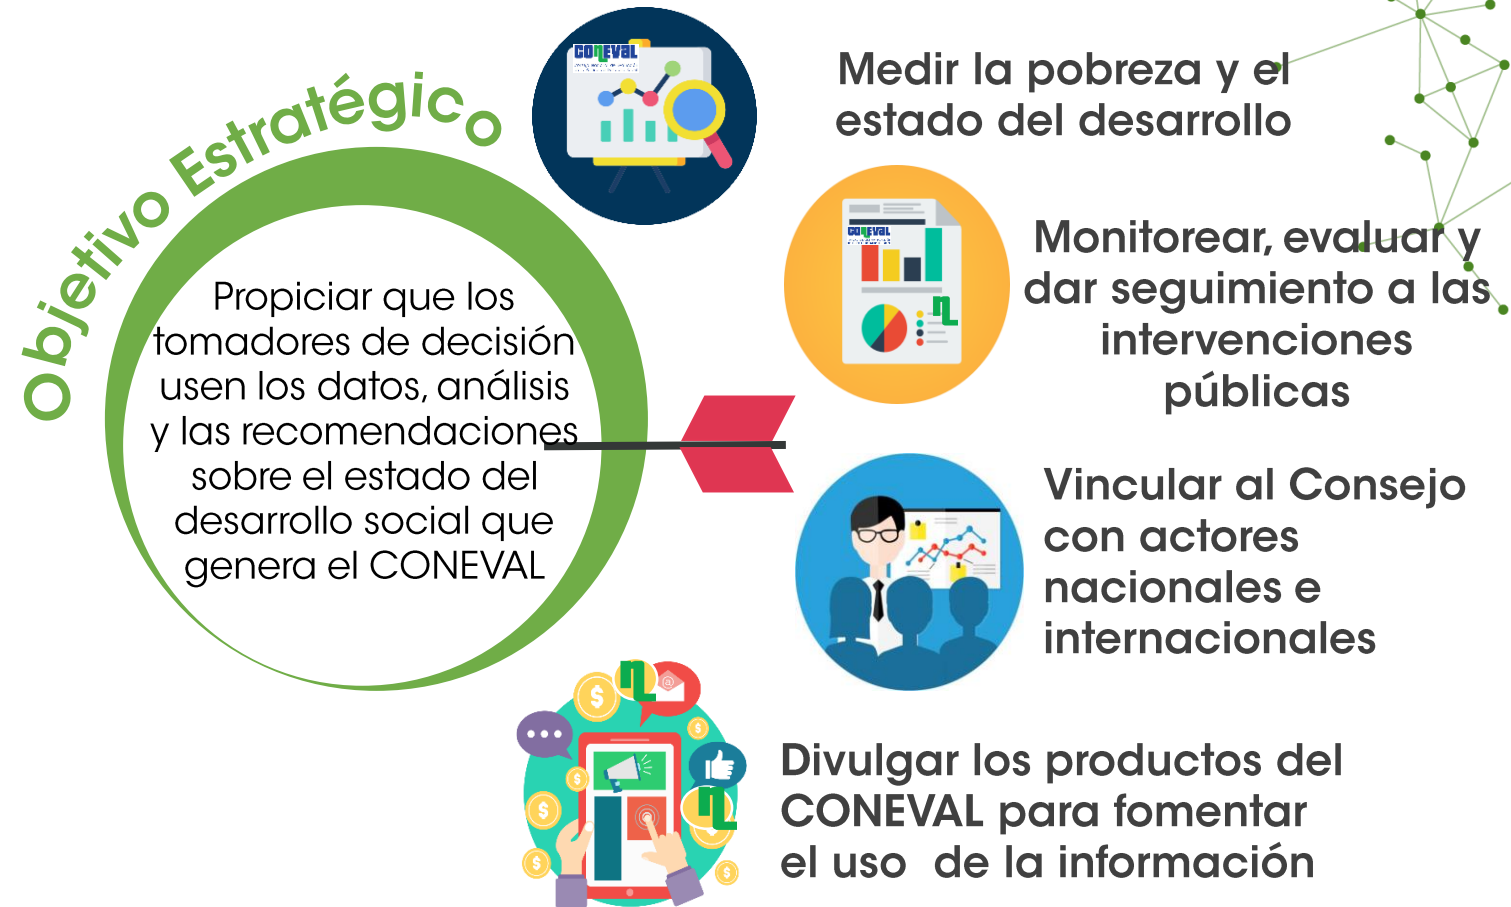 Objetivo Estratégico
Propiciar que los
tomadores de decisión
usen los datos, análisis
y las recomendaciones
sobre el estado del
desarrollo social que
genera el CONEVAL
CONEVAL
Medir la pobreza y el
estado del desarrollo
CONEVAL
Monitorear, evaluar y
dar seguimiento a las
intervenciones
públicas
Vincular al Consejo
con actores
nacionales e
internacionales
Divulgar los productos del
CONEVAL para fomentar
el uso  de la información